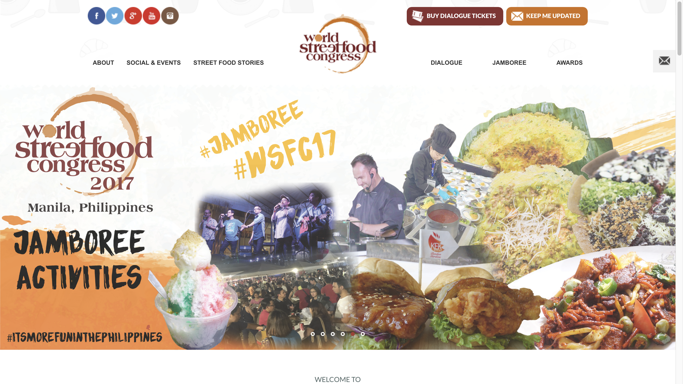 BUY DIALOGUE TICKETS
KEEP ME UPDATED
world
streetfood
congress
ABOUT
SOCIAL & EVENTS
STREET FOOD STORIES
DIALOGUE
JAMBOREE
AWARDS
world
streetfood
congress
2017
Manila, Philippines
JAMBOREE
ACTIVITIES
#ITSMOREFUNINTHEPHILIPPINES
#JAMBOREE
#WSFC17
WELCOME TO